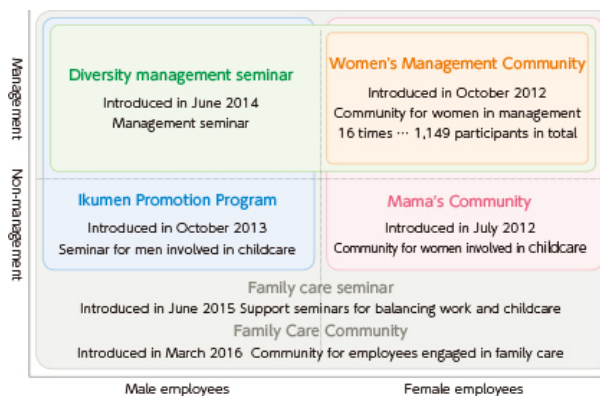 Management
Diversity management seminar
Introduced in June 2014
Management seminar
Women's Management Community
Introduced in October 2012
Community for women in management
16 times ··· 1,149 participants in total
Non-management
Ikumen Promotion Program
Introduced in October 2013
Seminar for men involved in childcare
Mama's Community
Introduced in July 2012
Community for women involved in childcare
Family care seminar
Introduced in June 2015 Support seminars for balancing work and childcare
Family Care Community
Introduced in March 2016 Community for employees engaged in family care
Male employees
Female employees